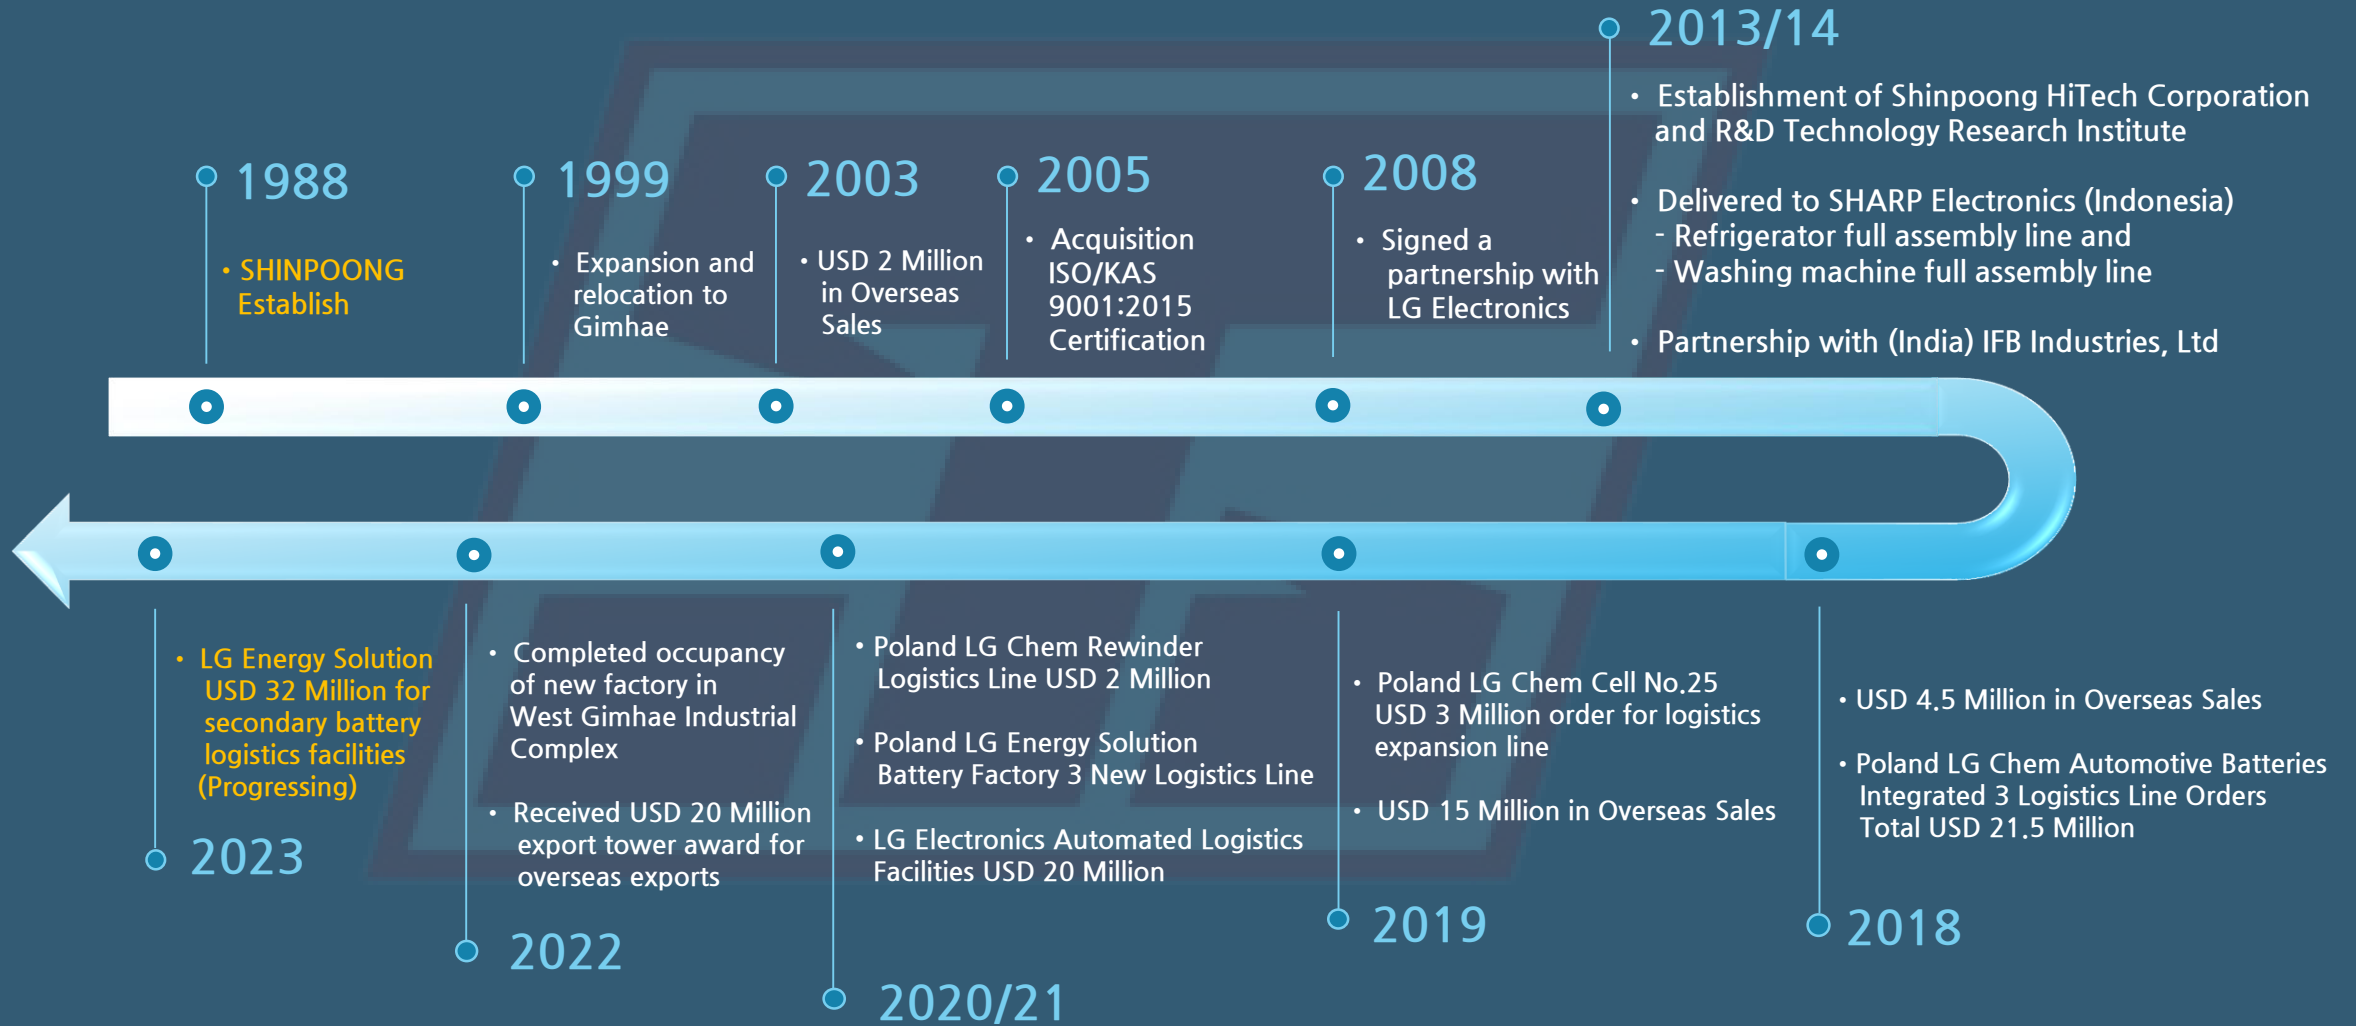 1988
• SHINPOONG
Establish
1999
• Expansion and
relocation to
Gimhae
2003
• USD 2 Million
in Overseas
Sales
2005
• Acquisition
ISO/KAS
9001:2015
Certification
2008
• Signed a
partnership with
LG Electronics
2013/14
• Establishment of Shinpoong HiTech Corporation
and R&D Technology Research Institute
• Delivered to SHARP Electronics (Indonesia)
- Refrigerator full assembly line and
- Washing machine full assembly line
• Partnership with (India) IFB Industries, Ltd
• USD 4.5 Million in Overseas Sales
• Poland LG Chem Automotive Batteries
Integrated 3 Logistics Line Orders
Total USD 21.5 Million
2018
• Poland LG Chem Cell No.25
USD 3 Million order for logistics
expansion line
• USD 15 Million in Overseas Sales
2019
• Poland LG Chem Rewinder
Logistics Line USD 2 Million
• Poland LG Energy Solution
Battery Factory 3 New Logistics Line
• LG Electronics Automated Logistics
Facilities USD 20 Million
2020/21
• Completed occupancy
of new factory in
West Gimhae Industrial
Complex
• Received USD 20 Million
export tower award for
overseas exports
2022
• LG Energy Solution
USD 32 Million for
secondary battery
logistics facilities
(Progressing)
2023